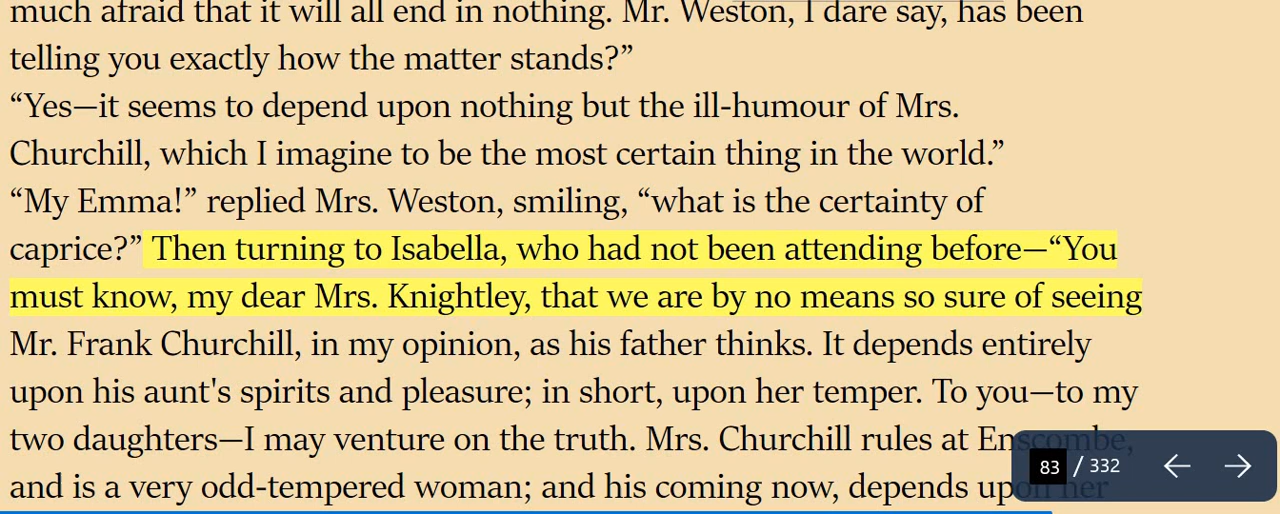 much afraid that it will all end in nothing. Mr. Weston, I dare say, has been
telling you exactly how the matter stands?”
“Yes—it seems to depend upon nothing but the ill-humour of Mrs.
Churchill, which I imagine to be the most certain thing in the world.”
“My Emma!” replied Mrs. Weston, smiling, “what is the certainty of
caprice?” Then turning to Isabella, who had not been attending before—“You
must know, my dear Mrs. Knightley, that we are by no means so sure of seeing
Mr. Frank Churchill, in my opinion, as his father thinks. It depends entirely
upon his aunt's spirits and pleasure; in short, upon her temper. To you—to my
two daughters—I may venture on the truth. Mrs. Churchill rules at Enscombe,
and is a very odd-tempered woman; and his coming now, depends upon her
83 / 332